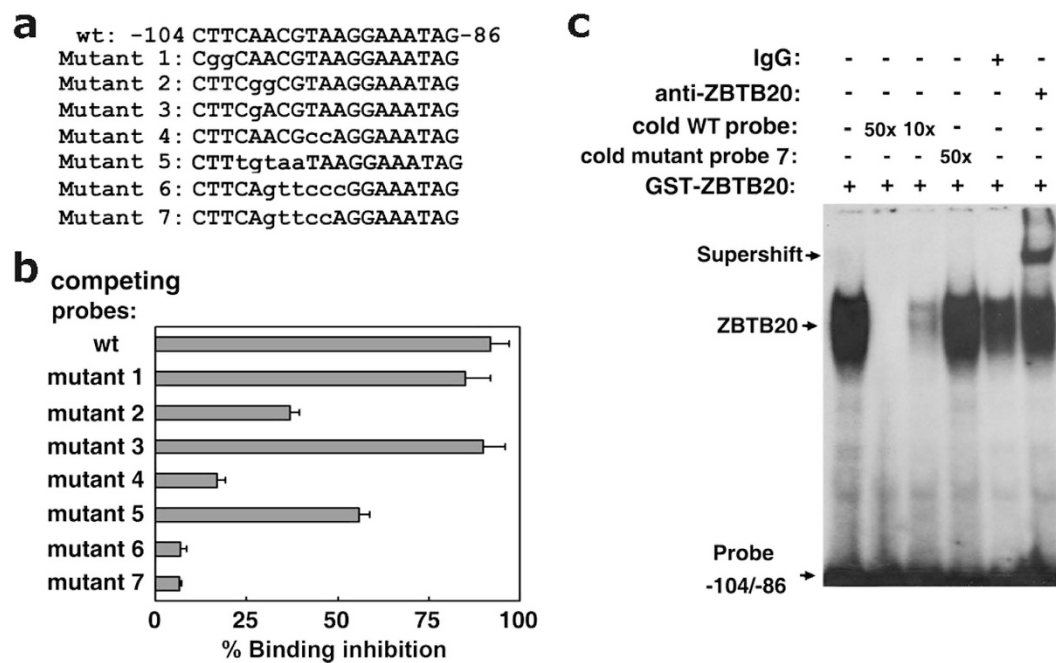 a
wt: -104 CTTCAACGTAAGGAAATAG-86
Mutant 1: CggCAACGTAAGGAAATAG
Mutant 2: CTTCggCGTAAGGAAATAG
Mutant 3: CTTCgACGTAAGGAAATAG
Mutant 4: CTTCAACGccAGGAAATAG
Mutant 5: CTTtgtaaTAAGGAAATAG
Mutant 6: CTTCAgttcccGGAAATAG
Mutant 7: CTTCAgttccAGGAAATAG
b
competing
probes:
wt
mutant 1
mutant 2
mutant 3
mutant 4
mutant 5
mutant 6
mutant 7
0 25 50 75 100
% Binding inhibition
c
IgG: - - - - + -
anti-ZBTB20: - - - - - +
cold WT probe: - 50x 10x - - -
cold mutant probe 7: - - - 50x - -
GST-ZBTB20: + + + + + +
Supershift
ZBTB20
Probe
-104/-86